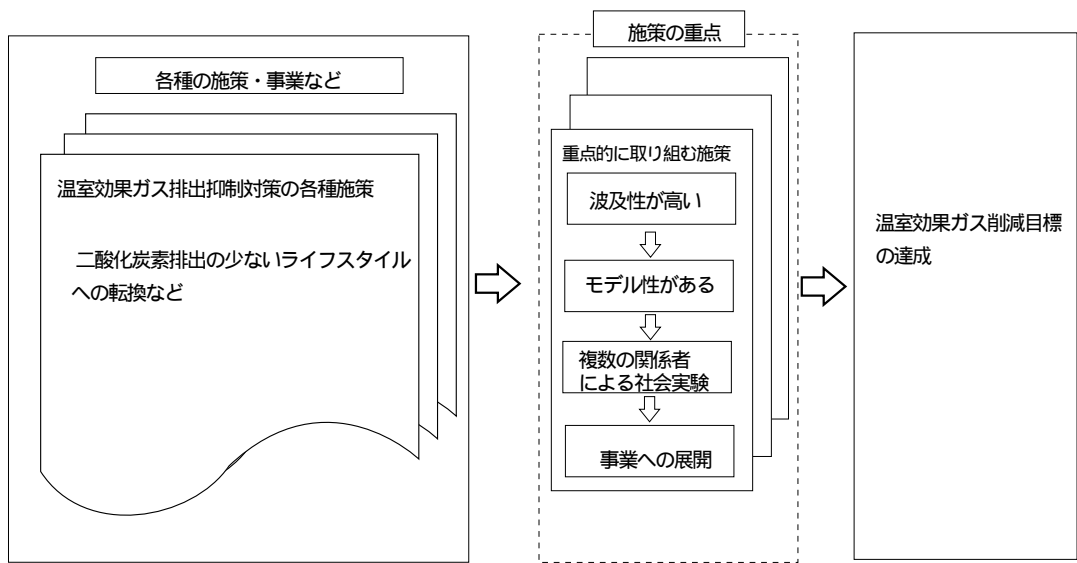 各種の施策・事業など
温室効果ガス排出抑制対策の各種施策
二酸化炭素排出の少ないライフスタイル
への転換など
施策の重点
重点的に取り組む施策
波及性が高い
モデル性がある
複数の関係者
による社会実験
事業への展開
温室効果ガス削減目標
の達成